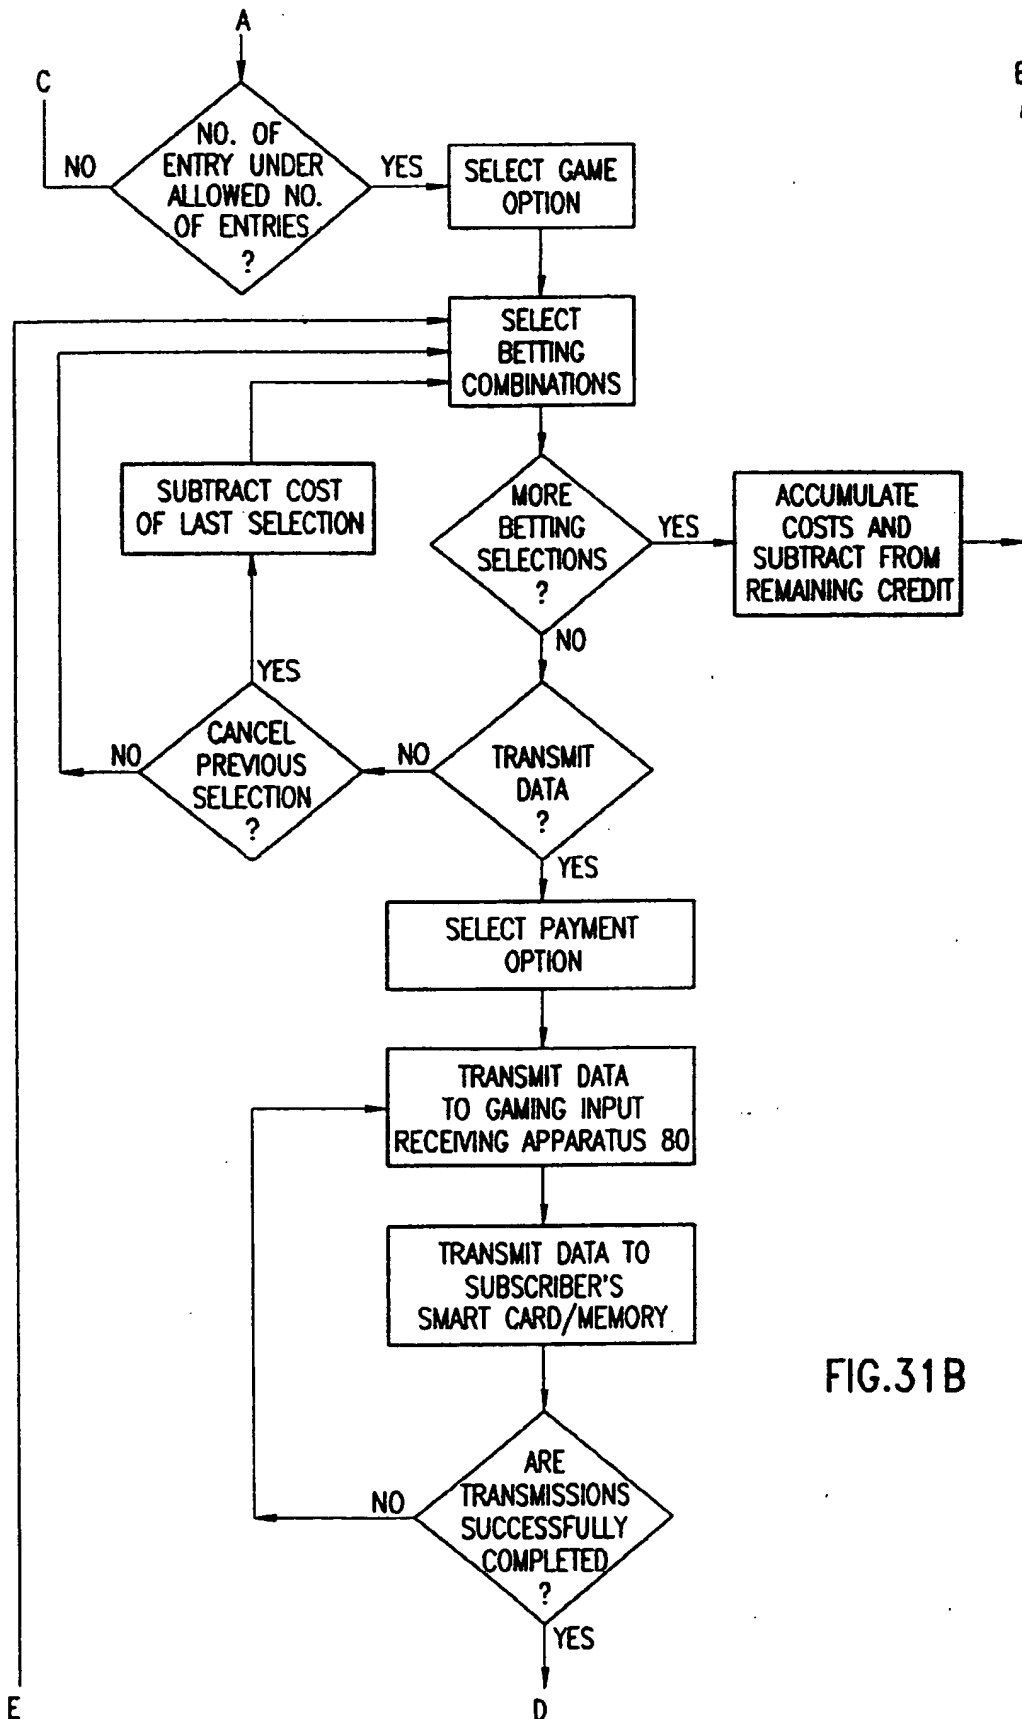 A
C
NO. OF
ENTRY UNDER
ALLOWED NO.
OF ENTRIES
?
NO
YES
SELECT GAME
OPTION
SELECT
BETTING
COMBINATIONS
SUBTRACT COST
OF LAST SELECTION
MORE
BETTING
SELECTIONS
?
YES
ACCUMULATE
COSTS AND
SUBTRACT FROM
REMAINING CREDIT
NO
YES
CANCEL
PREVIOUS
SELECTION
?
NO
NO
TRANSMIT
DATA
?
YES
SELECT PAYMENT
OPTION
TRANSMIT DATA
TO GAMING INPUT
RECEIVING APPARATUS 80
TRANSMIT DATA TO
SUBSCRIBER'S
SMART CARD/MEMORY
FIG.31B
ARE
TRANSMISSIONS
SUCCESSFULLY
COMPLETED
?
NO
YES
E
D